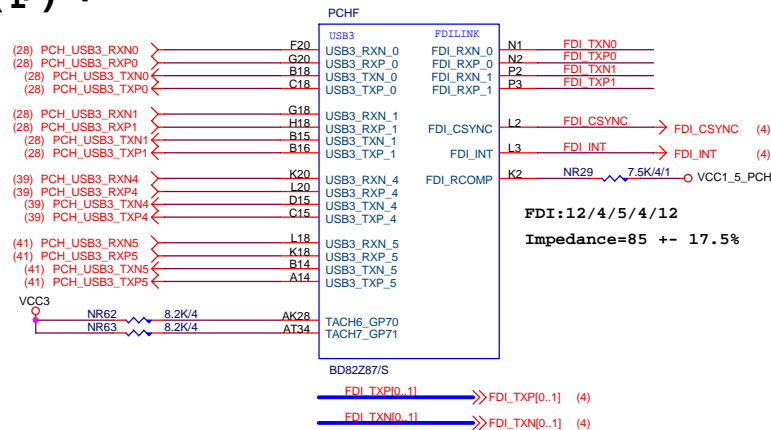 PCHF
USB3 FDILINK
(28) PCH_USB3_RXN0 F20 USB3_RXN_0 FDI_RXN_0 N1 FDI_TXN0
(28) PCH_USB3_RXP0 G20 USB3_RXP_0 FDI_RXP_0 N2 FDI_TXP0
(28) PCH_USB3_TXN0 B18 USB3_TXN_0 FDI_RXN_1 P2 FDI_TXN1
(28) PCH_USB3_TXP0 C18 USB3_TXP_0 FDI_RXP_1 P3 FDI_TXP1
(28) PCH_USB3_RXN1 G18 USB3_RXN_1
(28) PCH_USB3_RXP1 H18 USB3_RXP_1 FDI_CSYNC L2 FDI_CSYNC FDI_CSYNC (4)
(28) PCH_USB3_TXN1 B15 USB3_TXN_1
(28) PCH_USB3_TXP1 B16 USB3_TXP_1 FDI_INT L3 FDI_INT FDI_INT (4)
(39) PCH_USB3_RXN4 K20 USB3_RXN_4 FDI_RCOMP K2 NR29 7.5K/4/1 VCC1_5_PCH
(39) PCH_USB3_RXP4 L20 USB3_RXP_4
(39) PCH_USB3_TXN4 D15 USB3_TXN_4
(39) PCH_USB3_TXP4 C15 USB3_TXP_4
FDI:12/4/5/4/12
Impedance=85 +- 17.5%
(41) PCH_USB3_RXN5 L18 USB3_RXN_5
(41) PCH_USB3_RXP5 K18 USB3_RXP_5
(41) PCH_USB3_TXN5 B14 USB3_TXN_5
(41) PCH_USB3_TXP5 A14 USB3_TXP_5
VCC3
NR62 8.2K/4 AK28 TACH6_GP70
NR63 8.2K/4 AT34 TACH7_GP71
BD82Z87/S
FDI_TXP[0..1] FDI_TXP[0..1] (4)
FDI_TXN[0..1] FDI_TXN[0..1] (4)